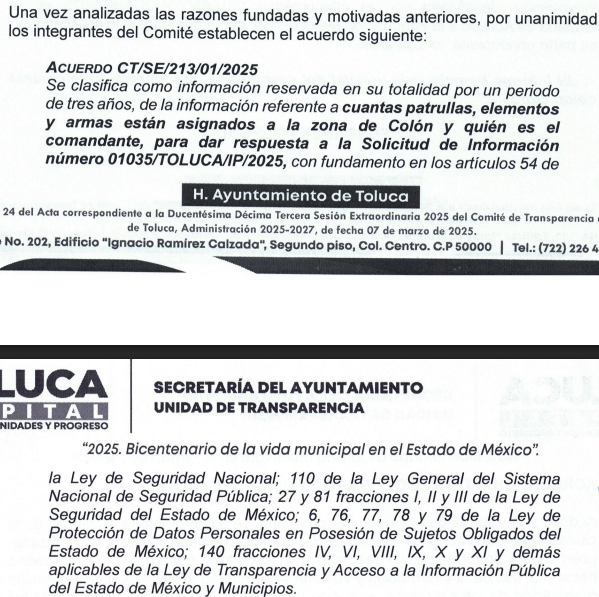 Una vez analizadas las razones fundadas y motivadas anteriores, por unanimidad
los integrantes del Comité establecen el acuerdo siguiente:
ACUERDO CT/SE/213/01/2025
Se clasifica como información reservada en su totalidad por un periodo
de tres años, de la información referente a cuantas patrullas, elementos
y armas están asignados a la zona de Colón y quién es el
comandante, para dar respuesta a la Solicitud de Información
número 01035/TOLUCA/IP/2025, con fundamento en los artículos 54 de
H. Ayuntamiento de Toluca
24 del Acta correspondiente a la Ducentésima Décima Tercera Sesión Extraordinaria 2025 del Comité de Transparencia
de Toluca, Administración 2025-2027, de fecha 07 de marzo de 2025.
No. 202, Edificio "Ignacio Ramírez Calzada", Segundo piso, Col. Centro. C.P 50000 | Tel.: (722) 226 4
LUCA
PITAL
NIDADES Y PROGRESO
SECRETARÍA DEL AYUNTAMIENTO
UNIDAD DE TRANSPARENCIA
"2025. Bicentenario de la vida municipal en el Estado de México".
la Ley de Seguridad Nacional; 110 de la Ley General del Sistema
Nacional de Seguridad Pública; 27 y 81 fracciones I, II y III de la Ley de
Seguridad del Estado de México; 6, 76, 77, 78 y 79 de la Ley de
Protección de Datos Personales en Posesión de Sujetos Obligados del
Estado de México; 140 fracciones IV, VI, VIII, IX, X y XI y demás
aplicables de la Ley de Transparencia y Acceso a la Información Pública
del Estado de México y Municipios.